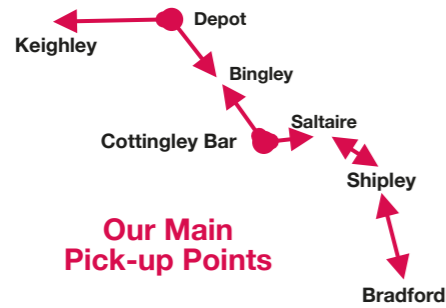 Depot
Keighley
Bingley
Saltaire
Cottingley Bar
Shipley
Our Main
Pick-up Points
Bradford